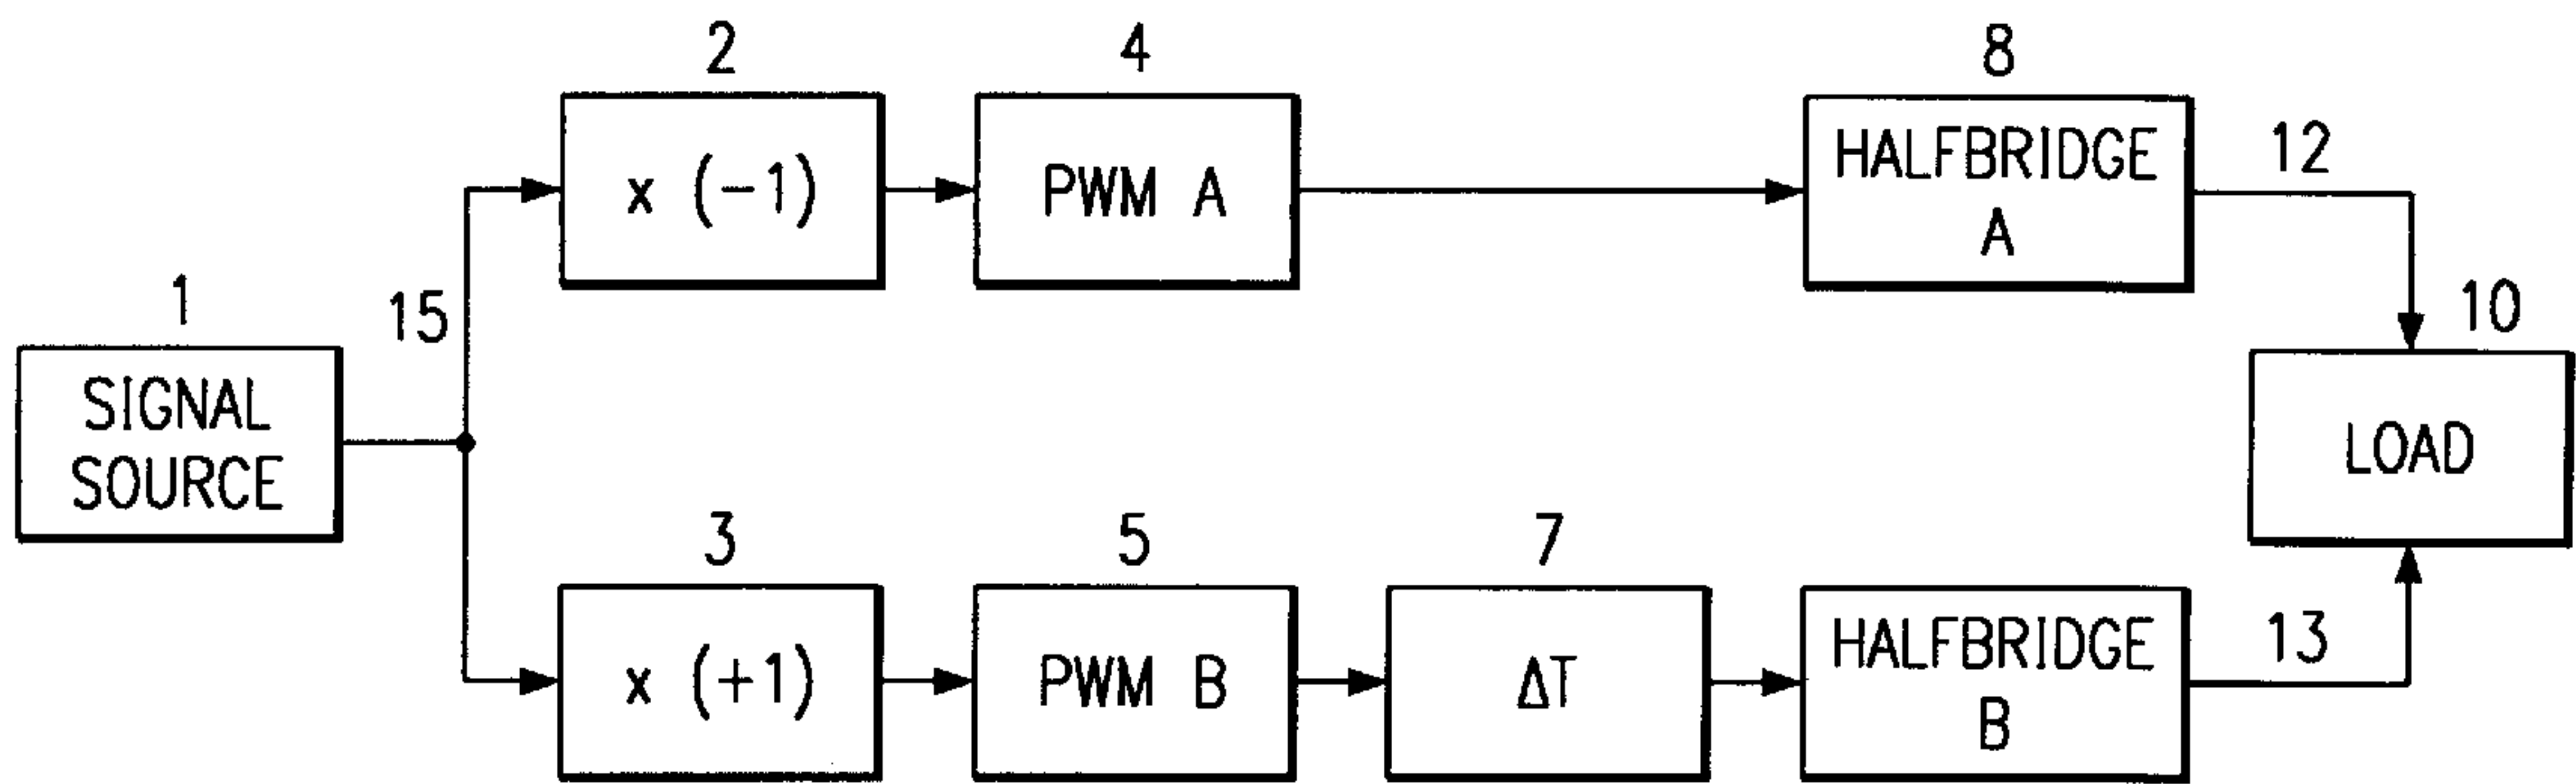 2
4
8
x (-1)
PWM A
HALFBRIDGE
A
12
1
15
10
SIGNAL
SOURCE
LOAD
3
5
7
x (+1)
PWM B
ΔT
HALFBRIDGE
B
13